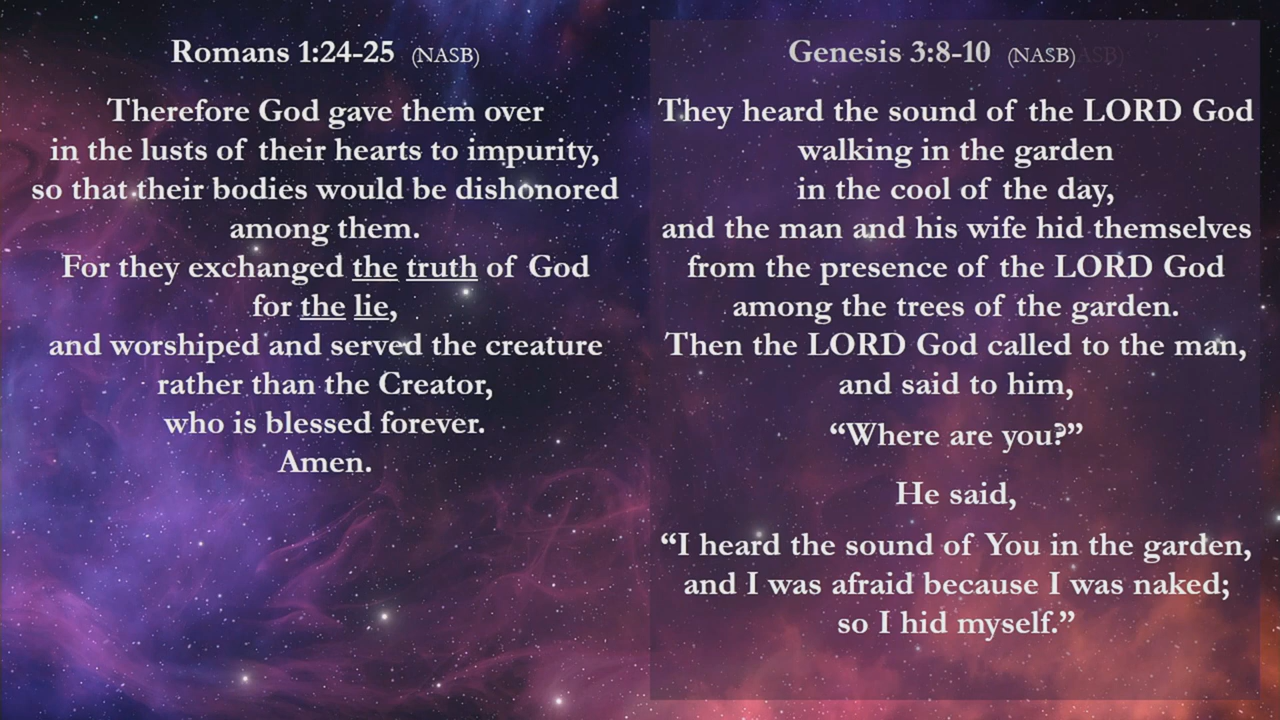 Romans 1:24-25 (NASB)
Therefore God gave them over
in the lusts of their hearts to impurity,
so that their bodies would be dishonored
among them.
For they exchanged the truth of God
for the lie,
and worshiped and served the creature
rather than the Creator,
who is blessed forever.
Amen.
Genesis 3:8-10 (NASB)
They heard the sound of the LORD God
walking in the garden
in the cool of the day,
and the man and his wife hid themselves
from the presence of the LORD God
among the trees of the garden.
Then the LORD God called to the man,
and said to him,
“Where are you?”
He said,
“I heard the sound of You in the garden,
and I was afraid because I was naked;
so I hid myself.”